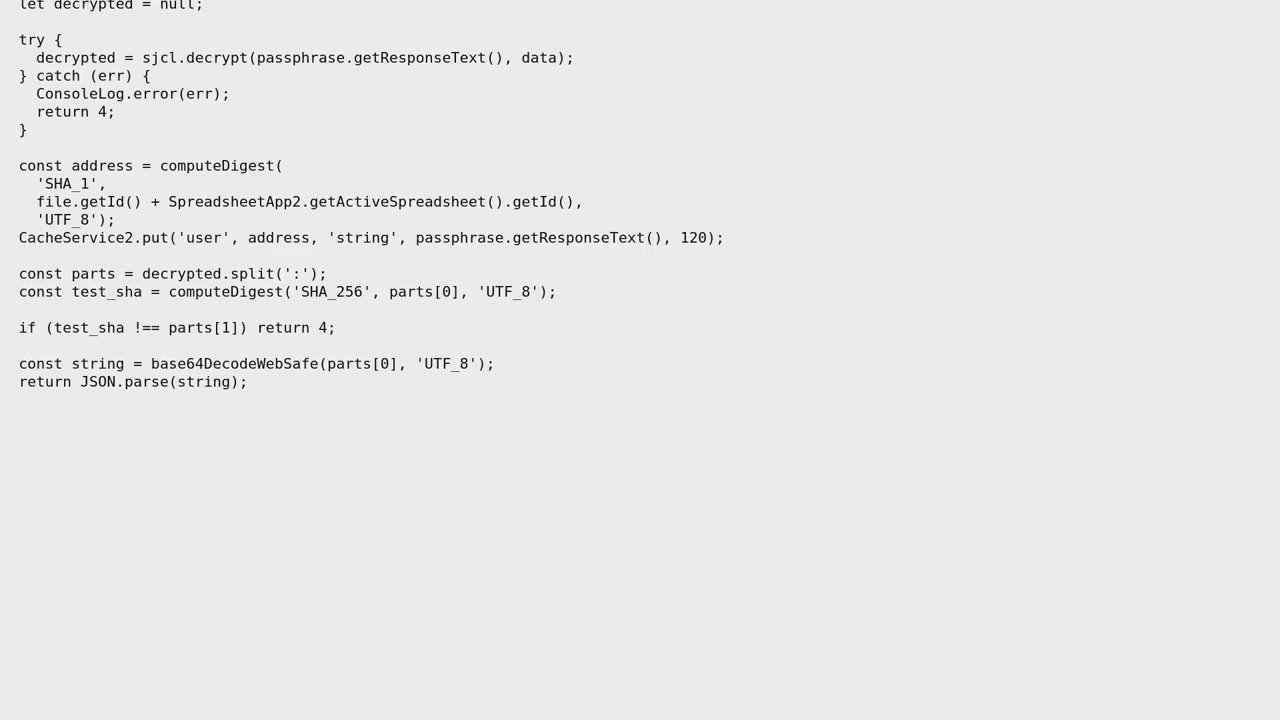 let decrypted = null;

try {
  decrypted = sjcl.decrypt(passphrase.getResponseText(), data);
} catch (err) {
  ConsoleLog.error(err);
  return 4;
}

const address = computeDigest(
  'SHA_1',
  file.getId() + SpreadsheetApp2.getActiveSpreadsheet().getId(),
  'UTF_8');
CacheService2.put('user', address, 'string', passphrase.getResponseText(), 120);

const parts = decrypted.split(':');
const test_sha = computeDigest('SHA_256', parts[0], 'UTF_8');

if (test_sha !== parts[1]) return 4;

const string = base64DecodeWebSafe(parts[0], 'UTF_8');
return JSON.parse(string);